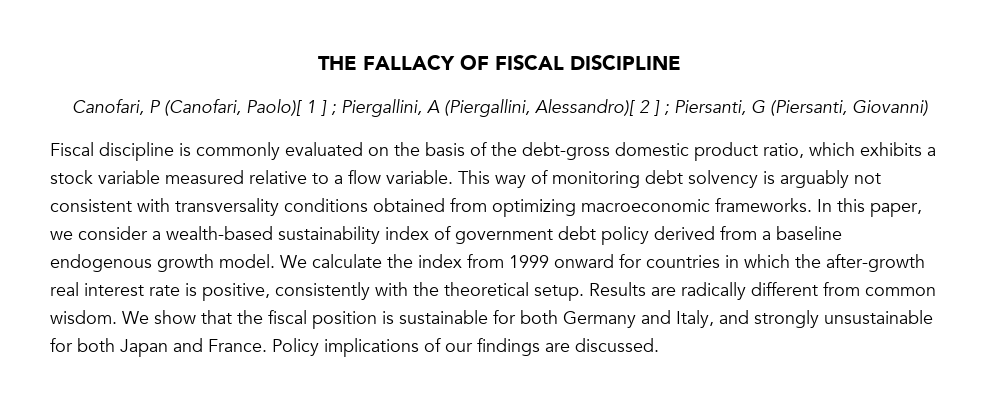 THE FALLACY OF FISCAL DISCIPLINE
Canofari, P (Canofari, Paolo)[ 1 ] ; Piergallini, A (Piergallini, Alessandro)[ 2 ] ; Piersanti, G (Piersanti, Giovanni)
Fiscal discipline is commonly evaluated on the basis of the debt-gross domestic product ratio, which exhibits a
stock variable measured relative to a flow variable. This way of monitoring debt solvency is arguably not
consistent with transversality conditions obtained from optimizing macroeconomic frameworks. In this paper,
we consider a wealth-based sustainability index of government debt policy derived from a baseline
endogenous growth model. We calculate the index from 1999 onward for countries in which the after-growth
real interest rate is positive, consistently with the theoretical setup. Results are radically different from common
wisdom. We show that the fiscal position is sustainable for both Germany and Italy, and strongly unsustainable
for both Japan and France. Policy implications of our findings are discussed.